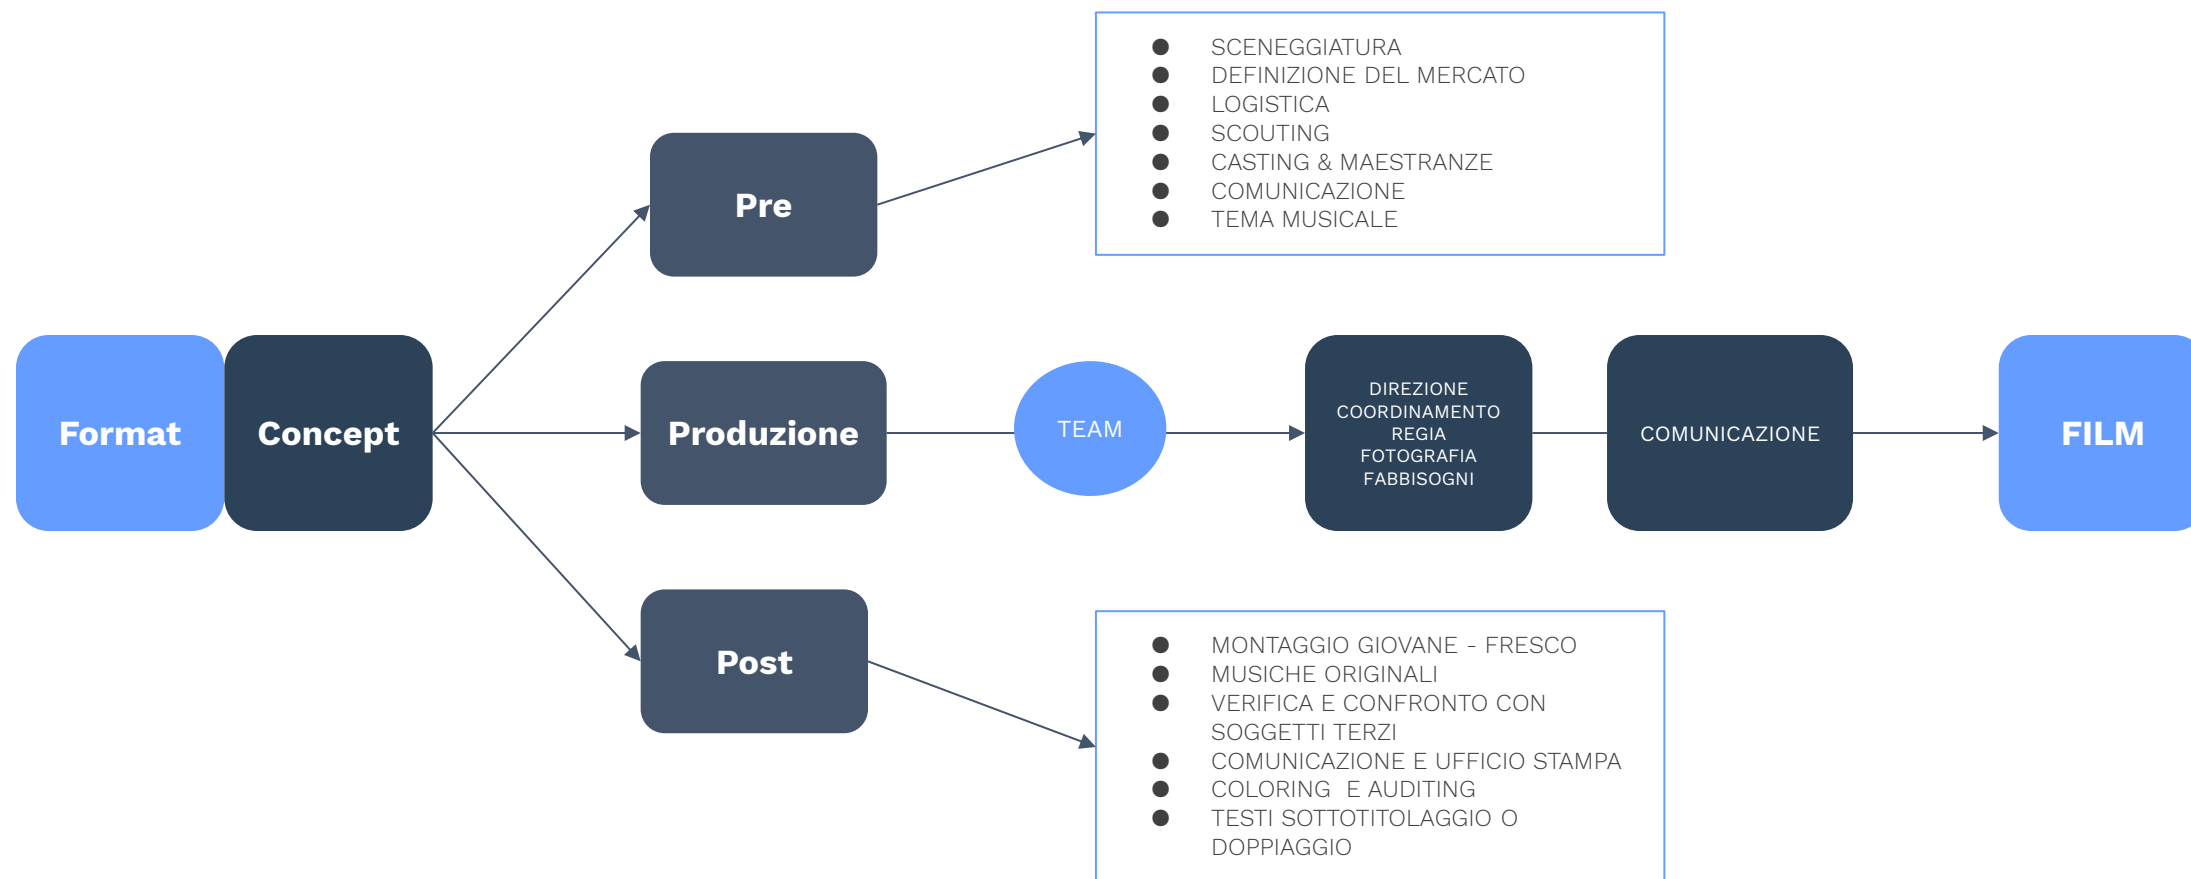 SCENEGGIATURA
DEFINIZIONE DEL MERCATO
LOGISTICA
SCOUTING
CASTING & MAESTRANZE
COMUNICAZIONE
TEMA MUSICALE
Pre
Format
Concept
Produzione
TEAM
DIREZIONE
COORDINAMENTO
REGIA
FOTOGRAFIA
FABBISOGNI
COMUNICAZIONE
FILM
Post
MONTAGGIO GIOVANE - FRESCO
MUSICHE ORIGINALI
VERIFICA E CONFRONTO CON
SOGGETTI TERZI
COMUNICAZIONE E UFFICIO STAMPA
COLORING  E AUDITING
TESTI SOTTOTITOLAGGIO O
DOPPIAGGIO